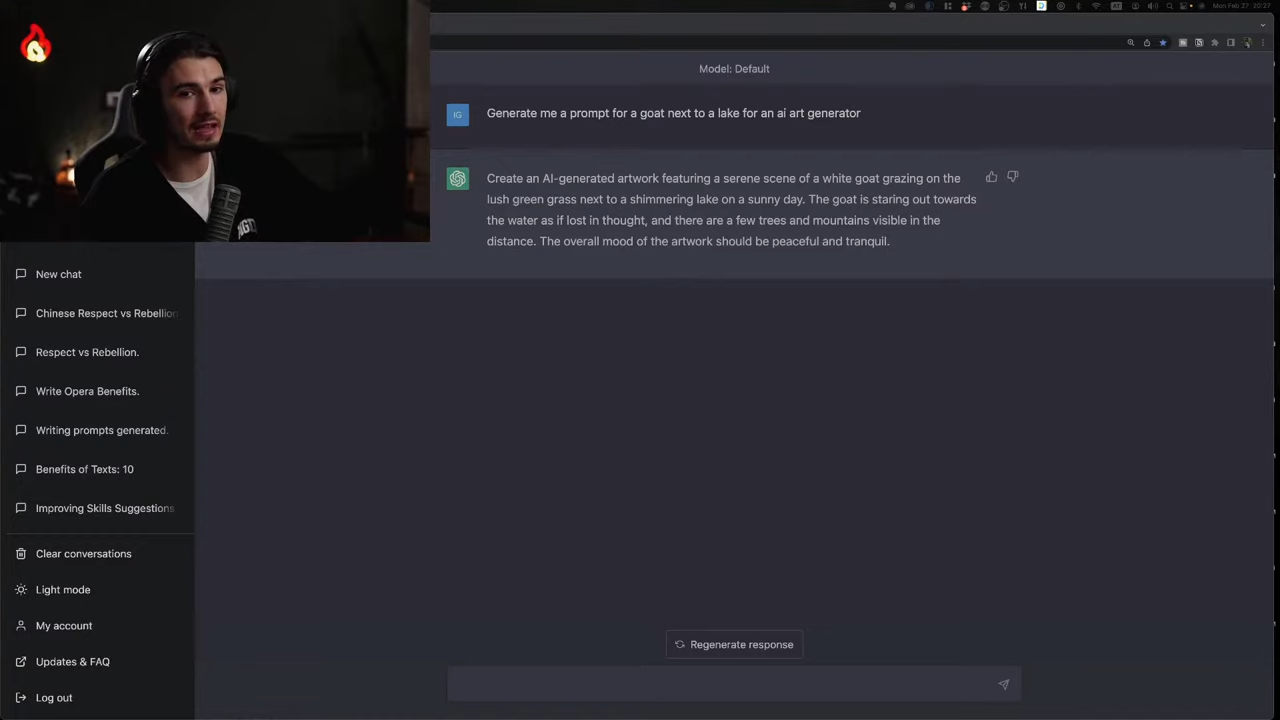 Mon Feb 27 20:27
Model: Default
IG
Generate me a prompt for a goat next to a lake for an ai art generator
Create an AI-generated artwork featuring a serene scene of a white goat grazing on the
lush green grass next to a shimmering lake on a sunny day. The goat is staring out towards
the water as if lost in thought, and there are a few trees and mountains visible in the
distance. The overall mood of the artwork should be peaceful and tranquil.
New chat
Chinese Respect vs Rebellion
Respect vs Rebellion.
Write Opera Benefits.
Writing prompts generated.
Benefits of Texts: 10
Improving Skills Suggestions
Clear conversations
Light mode
My account
Updates & FAQ
Log out
Regenerate response